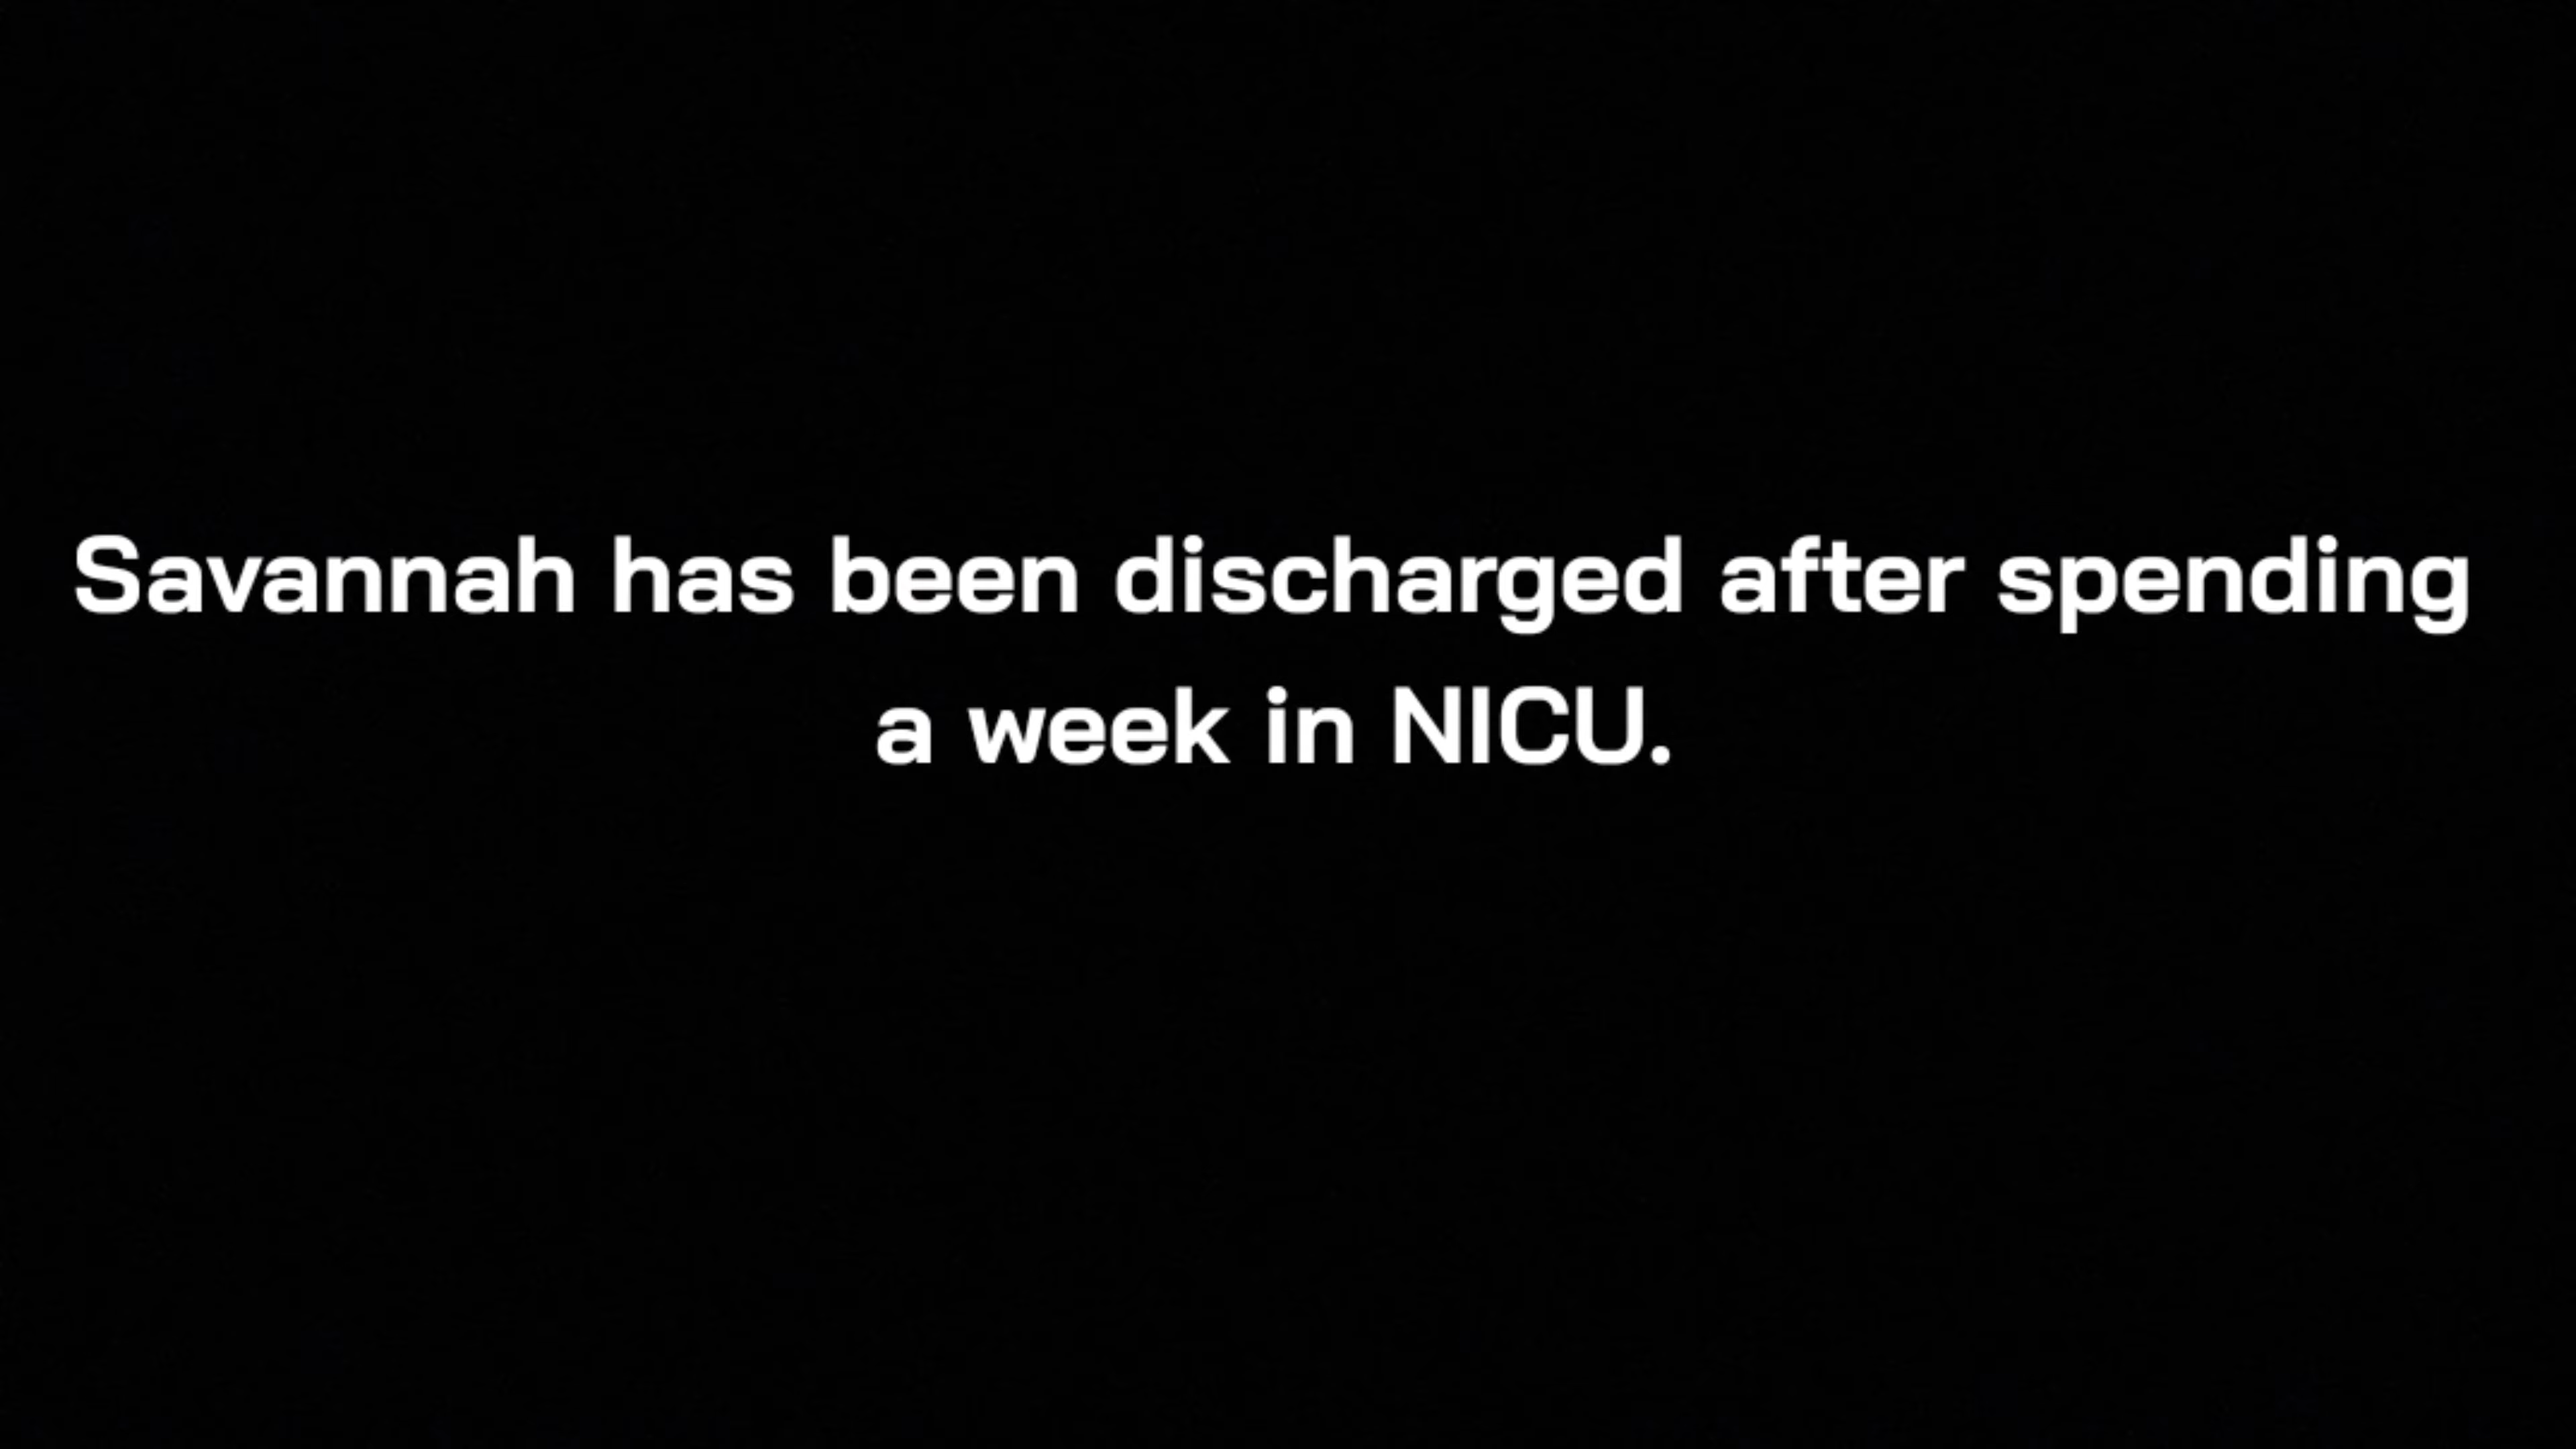 Savannah has been discharged after spending
a week in NICU.